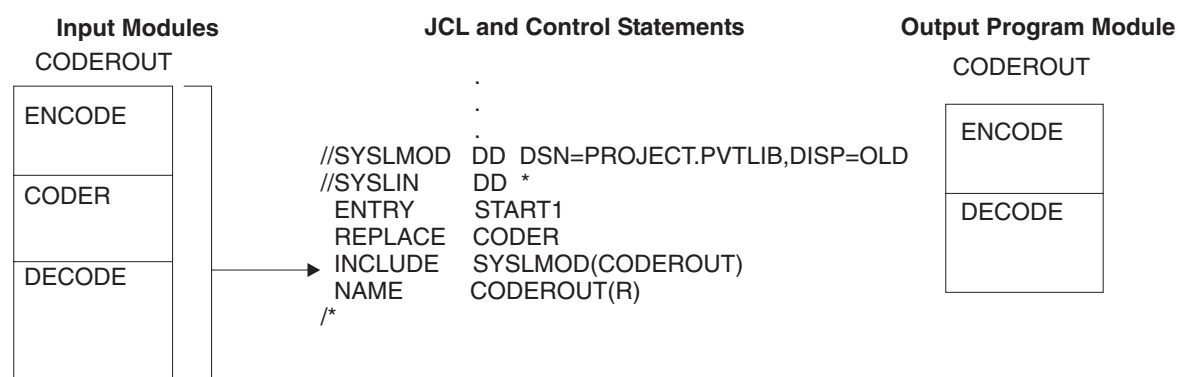 Input Modules
CODEROUT
ENCODE
CODER
DECODE
JCL and Control Statements
.
.
.
//SYSLMOD DD DSN=PROJECT.PVTLIB,DISP=OLD
//SYSLIN DD *
ENTRY START1
REPLACE CODER
INCLUDE SYSLMOD(CODEROUT)
NAME CODEROUT(R)
/*
Output Program Module
CODEROUT
ENCODE
DECODE